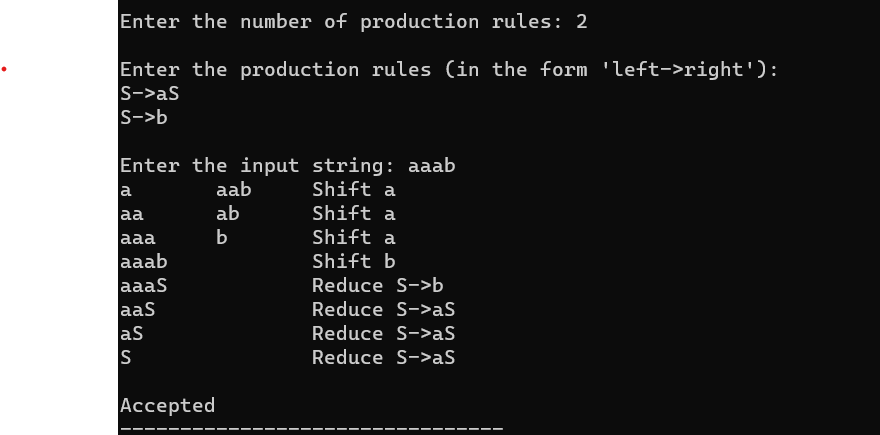 Enter the number of production rules: 2
Enter the production rules (in the form 'left->right'):
S->aS
S->b
Enter the input string: aaab
a aab Shift a
aa ab Shift a
aaa b Shift a
aaab Shift b
aaaS Reduce S->b
aaS Reduce S->aS
aS Reduce S->aS
S Reduce S->aS
Accepted
--------------------------------